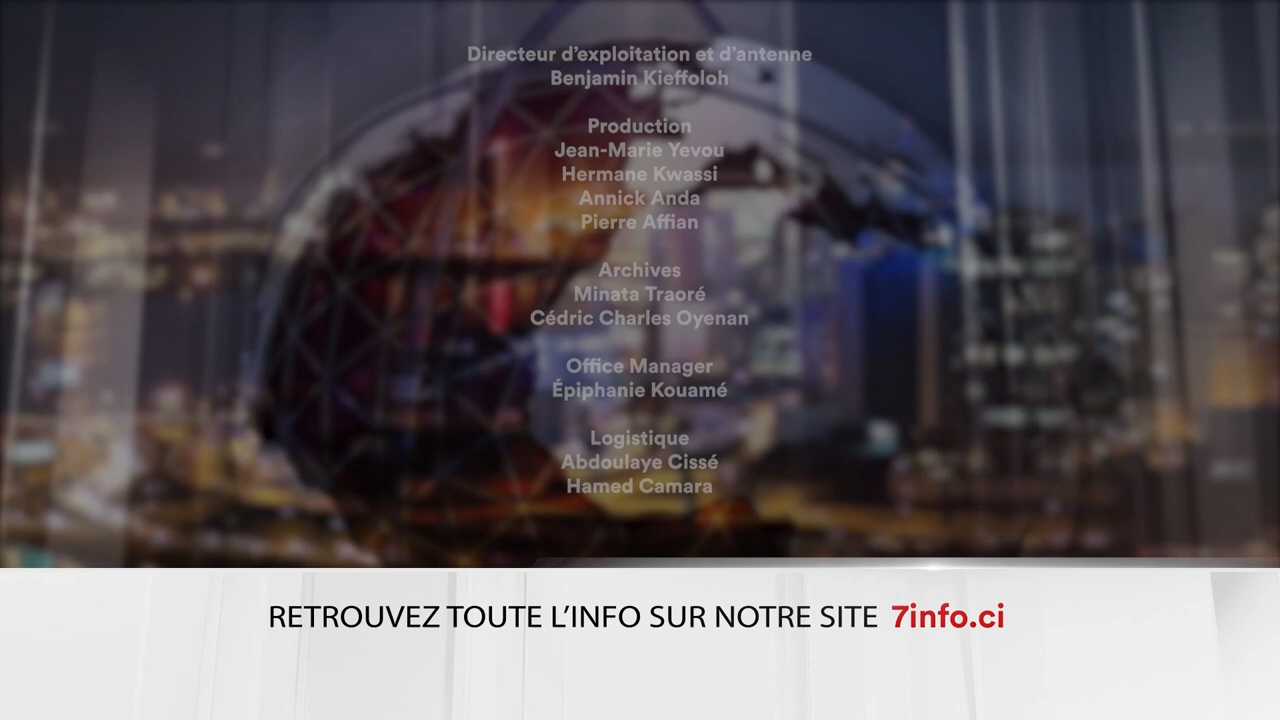 Directeur d’exploitation et d’antenne
Benjamin Kieffoloh
Production
Jean-Marie Yevou
Hermane Kwassi
Annick Anda
Pierre Affian
Archives
Minata Traoré
Cédric Charles Oyenan
Office Manager
Épiphanie Kouamé
Logistique
Abdoulaye Cissé
Hamed Camara
RETROUVEZ TOUTE L’INFO SUR NOTRE SITE 7info.ci